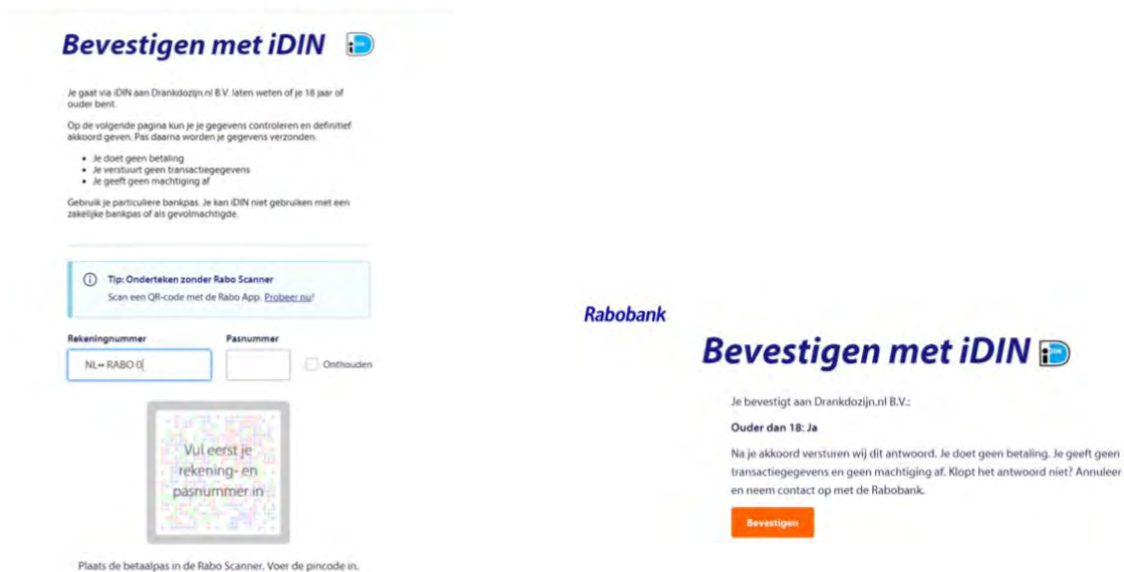 Bevestigen met iDIN
Je gaat via iDIN aan Drankdozijn.nl B.V. laten weten of je 18 jaar of
ouder bent.
Op de volgende pagina kun je je gegevens controleren en definitief
akkoord geven. Pas daarna worden je gegevens verzonden.
• Je doet geen betaling
• Je verstuurt geen transactiegegevens
• Je geeft geen machtiging af
Gebruik je particuliere bankpas. Je kan iDIN niet gebruiken met een
zakelijke bankpas of als gevolmachtigde.
Tip: Onderteken zonder Rabo Scanner
Scan een QR-code met de Rabo App. Probeer nu!
Rekeningnummer Pasnummer
NL-- RABO 0 Onthouden
Vul eerst je
rekening- en
pasnummer in
Plaats de betaalpas in de Rabo Scanner. Voer de pincode in.
Rabobank
Bevestigen met iDIN
Je bevestigt aan Drankdozijn.nl B.V.:
Ouder dan 18: Ja
Na je akkoord versturen wij dit antwoord. Je doet geen betaling. Je geeft geen
transactiegegevens en geen machtiging af. Klopt het antwoord niet? Annuleer
en neem contact op met de Rabobank.
Bevestigen